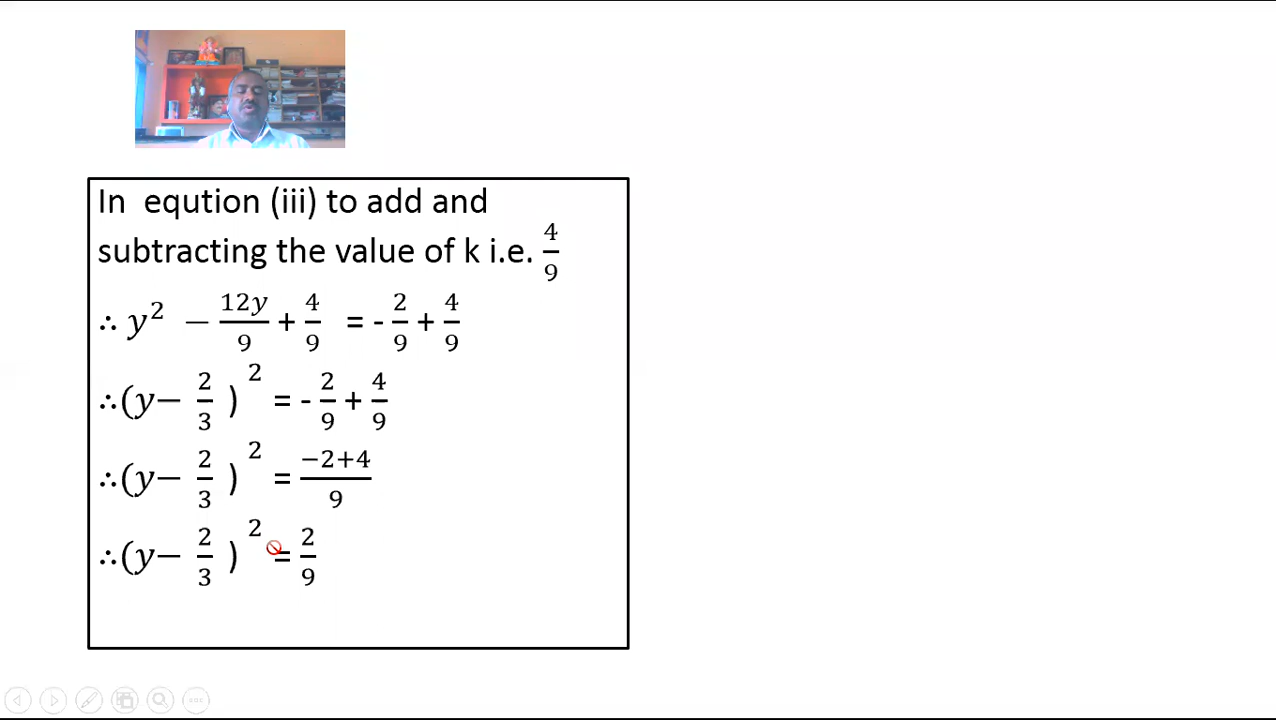 In eqution (iii) to add and
subtracting the value of k i.e. 4/9
∴ y² − 12y/9 + 4/9 = - 2/9 + 4/9
∴(y− 2/3 )² = - 2/9 + 4/9
∴(y− 2/3 )² = −2+4/9
∴(y− 2/3 )² = 2/9